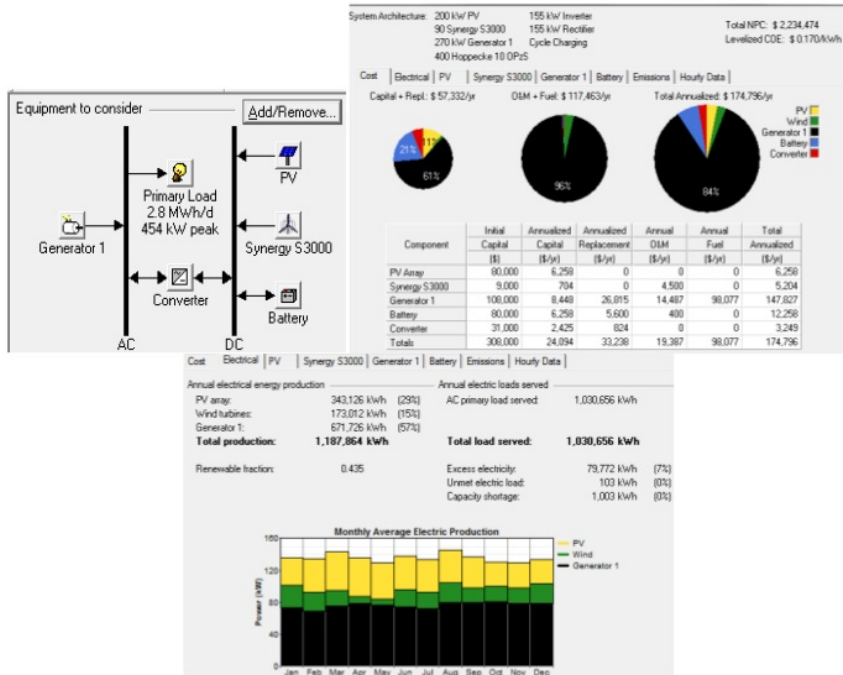 Equipment to consider
Add/Remove...
Primary Load
2.8 MWh/d
454 kW peak
PV
Generator 1
Synergy S3000
Converter
Battery
AC
DC
System Architecture: 200 kW PV 155 kW Inverter
90 Synergy S3000 155 kW Rectifier
270 kW Generator 1 Cycle Charging
400 Hoppecke 10 OPzS
Total NPC: $ 2,234,474
Levelized COE: $ 0.170/kWh
Cost Electrical PV Synergy S3000 Generator 1 Battery Emissions Hourly Data
Capital + Repl.: $ 57,332/yr O&M + Fuel: $ 117,463/yr Total Annualized: $ 174,796/yr
PV
Wind
Generator 1
Battery
Converter
11%
21%
61%
96%
84%
Component Initial Capital ($) Annualized Capital ($/yr) Annualized Replacement ($/yr) Annual O&M ($/yr) Annual Fuel ($/yr) Total Annualized ($/yr)
PV Array 80,000 6,258 0 0 0 6,258
Synergy S3000 9,000 704 0 4,500 0 5,204
Generator 1 108,000 8,448 26,815 14,487 98,077 147,827
Battery 80,000 6,258 5,600 400 0 12,258
Converter 31,000 2,425 824 0 0 3,249
Totals 308,000 24,094 33,238 19,387 98,077 174,796
Cost Electrical PV Synergy S3000 Generator 1 Battery Emissions Hourly Data
Annual electrical energy production
PV array: 343,126 kWh (29%)
Wind turbines: 173,012 kWh (15%)
Generator 1: 671,726 kWh (57%)
Total production: 1,187,864 kWh
Renewable fraction: 0.435
Annual electric loads served
AC primary load served: 1,030,656 kWh
Total load served: 1,030,656 kWh
Excess electricity: 79,772 kWh (7%)
Unmet electric load: 103 kWh (0%)
Capacity shortage: 1,003 kWh (0%)
Monthly Average Electric Production
Power (kW)
160
120
80
40
0
Jan Feb Mar Apr May Jun Jul Aug Sep Oct Nov Dec
PV
Wind
Generator 1